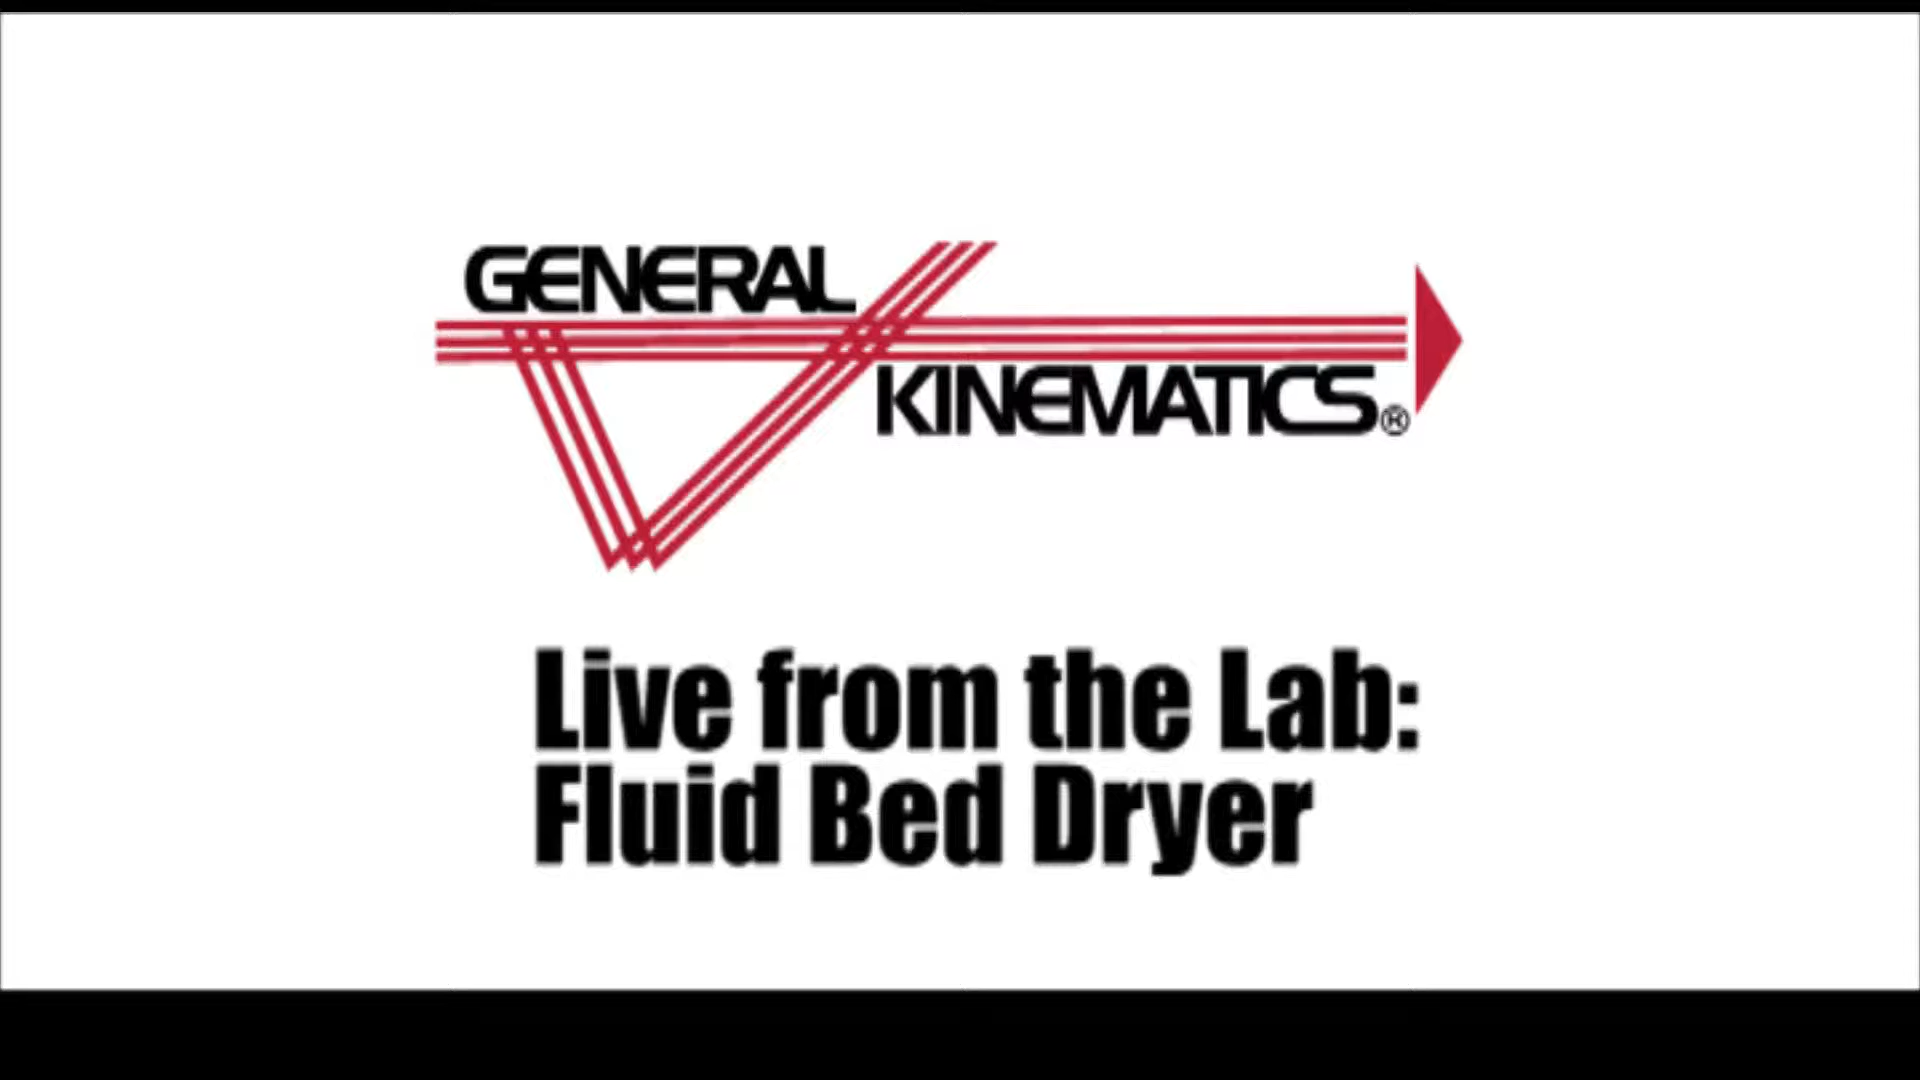 GENERAL
KINEMATICS®
Live from the Lab:
Fluid Bed Dryer